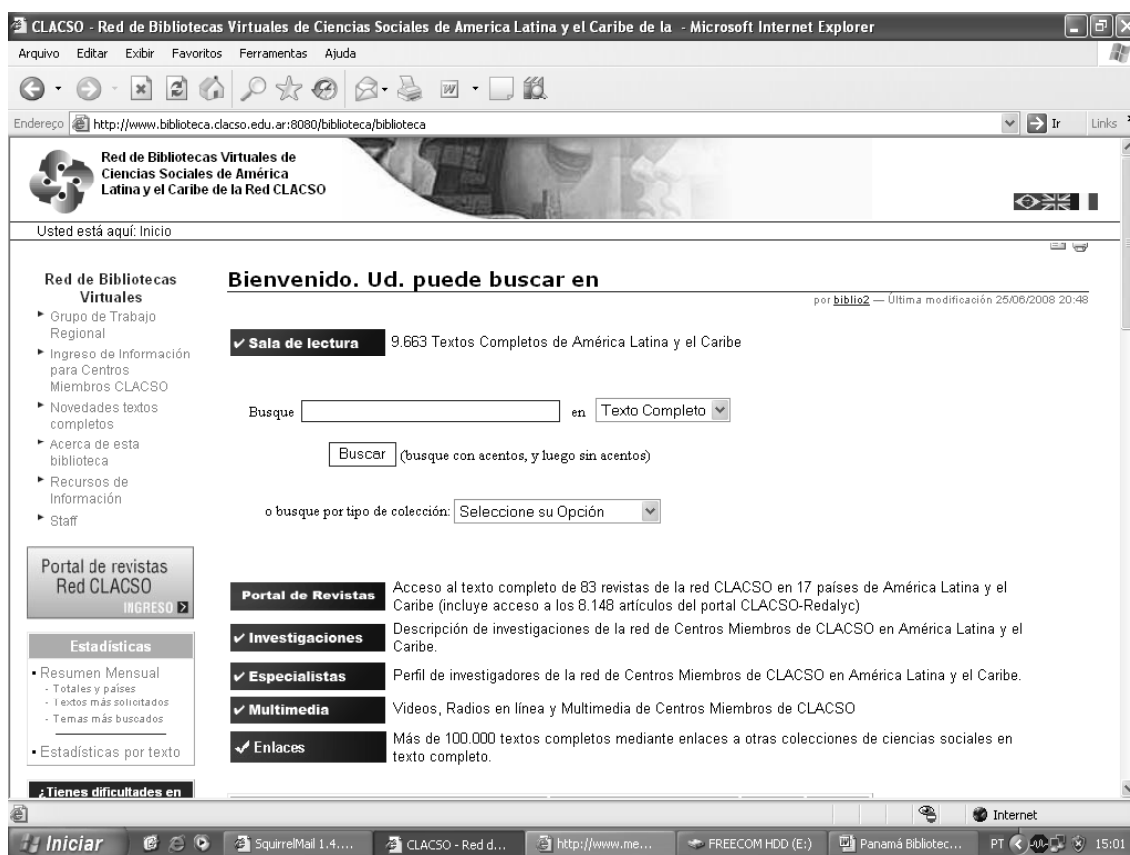 CLACSO - Red de Bibliotecas Virtuales de Ciencias Sociales de America Latina y el Caribe de la - Microsoft Internet Explorer
Arquivo Editar Exibir Favoritos Ferramentas Ajuda
Endereço http://www.biblioteca.clacso.edu.ar:8080/biblioteca/biblioteca Ir Links
Red de Bibliotecas Virtuales de
Ciencias Sociales de América
Latina y el Caribe de la Red CLACSO
Usted está aquí: Inicio
Red de Bibliotecas
Virtuales
Grupo de Trabajo
Regional
Ingreso de Información
para Centros
Miembros CLACSO
Novedades textos
completos
Acerca de esta
biblioteca
Recursos de
Información
Staff
Portal de revistas
Red CLACSO
INGRESO
Estadísticas
Resumen Mensual
- Totales y países
- Textos más solicitados
- Temas más buscados
Estadísticas por texto
¿Tienes dificultades en
Bienvenido. Ud. puede buscar en
por biblio2 — Última modificación 25/06/2008 20:48
Sala de lectura 9.663 Textos Completos de América Latina y el Caribe
Busque en Texto Completo
Buscar (busque con acentos, y luego sin acentos)
o busque por tipo de colección: Seleccione su Opción
Portal de Revistas Acceso al texto completo de 83 revistas de la red CLACSO en 17 países de América Latina y el
Caribe (incluye acceso a los 8.148 artículos del portal CLACSO-Redalyc)
Investigaciones Descripción de investigaciones de la red de Centros Miembros de CLACSO en América Latina y el
Caribe.
Especialistas Perfil de investigadores de la red de Centros Miembros de CLACSO en América Latina y el Caribe.
Multimedia Videos, Radios en línea y Multimedia de Centros Miembros de CLACSO
Enlaces Más de 100.000 textos completos mediante enlaces a otras colecciones de ciencias sociales en
texto completo.
Internet
Iniciar SquirrelMail 1.4.... CLACSO - Red d... http://www.me... FREECOM HDD (E:) Panamá Bibliotec... PT 15:01